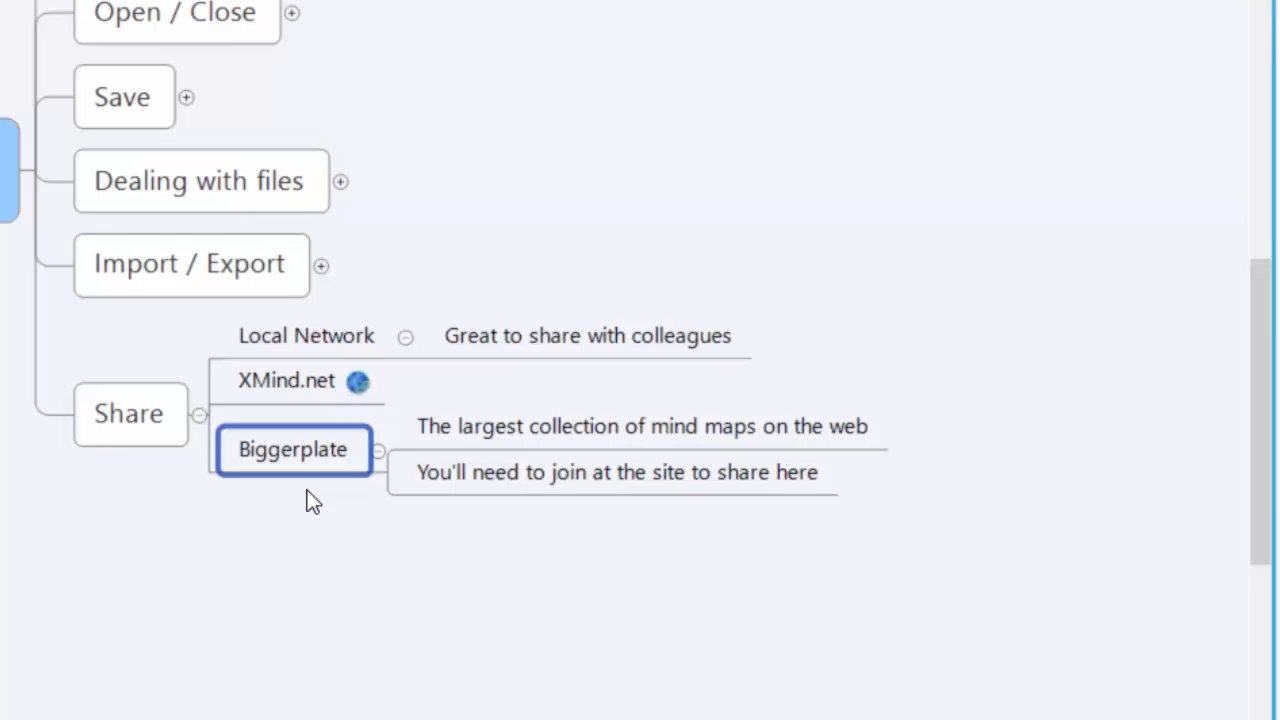 Open / Close
Save
Dealing with files
Import / Export
Local Network
Great to share with colleagues
XMind.net
Share
Biggerplate
The largest collection of mind maps on the web
You'll need to join at the site to share here